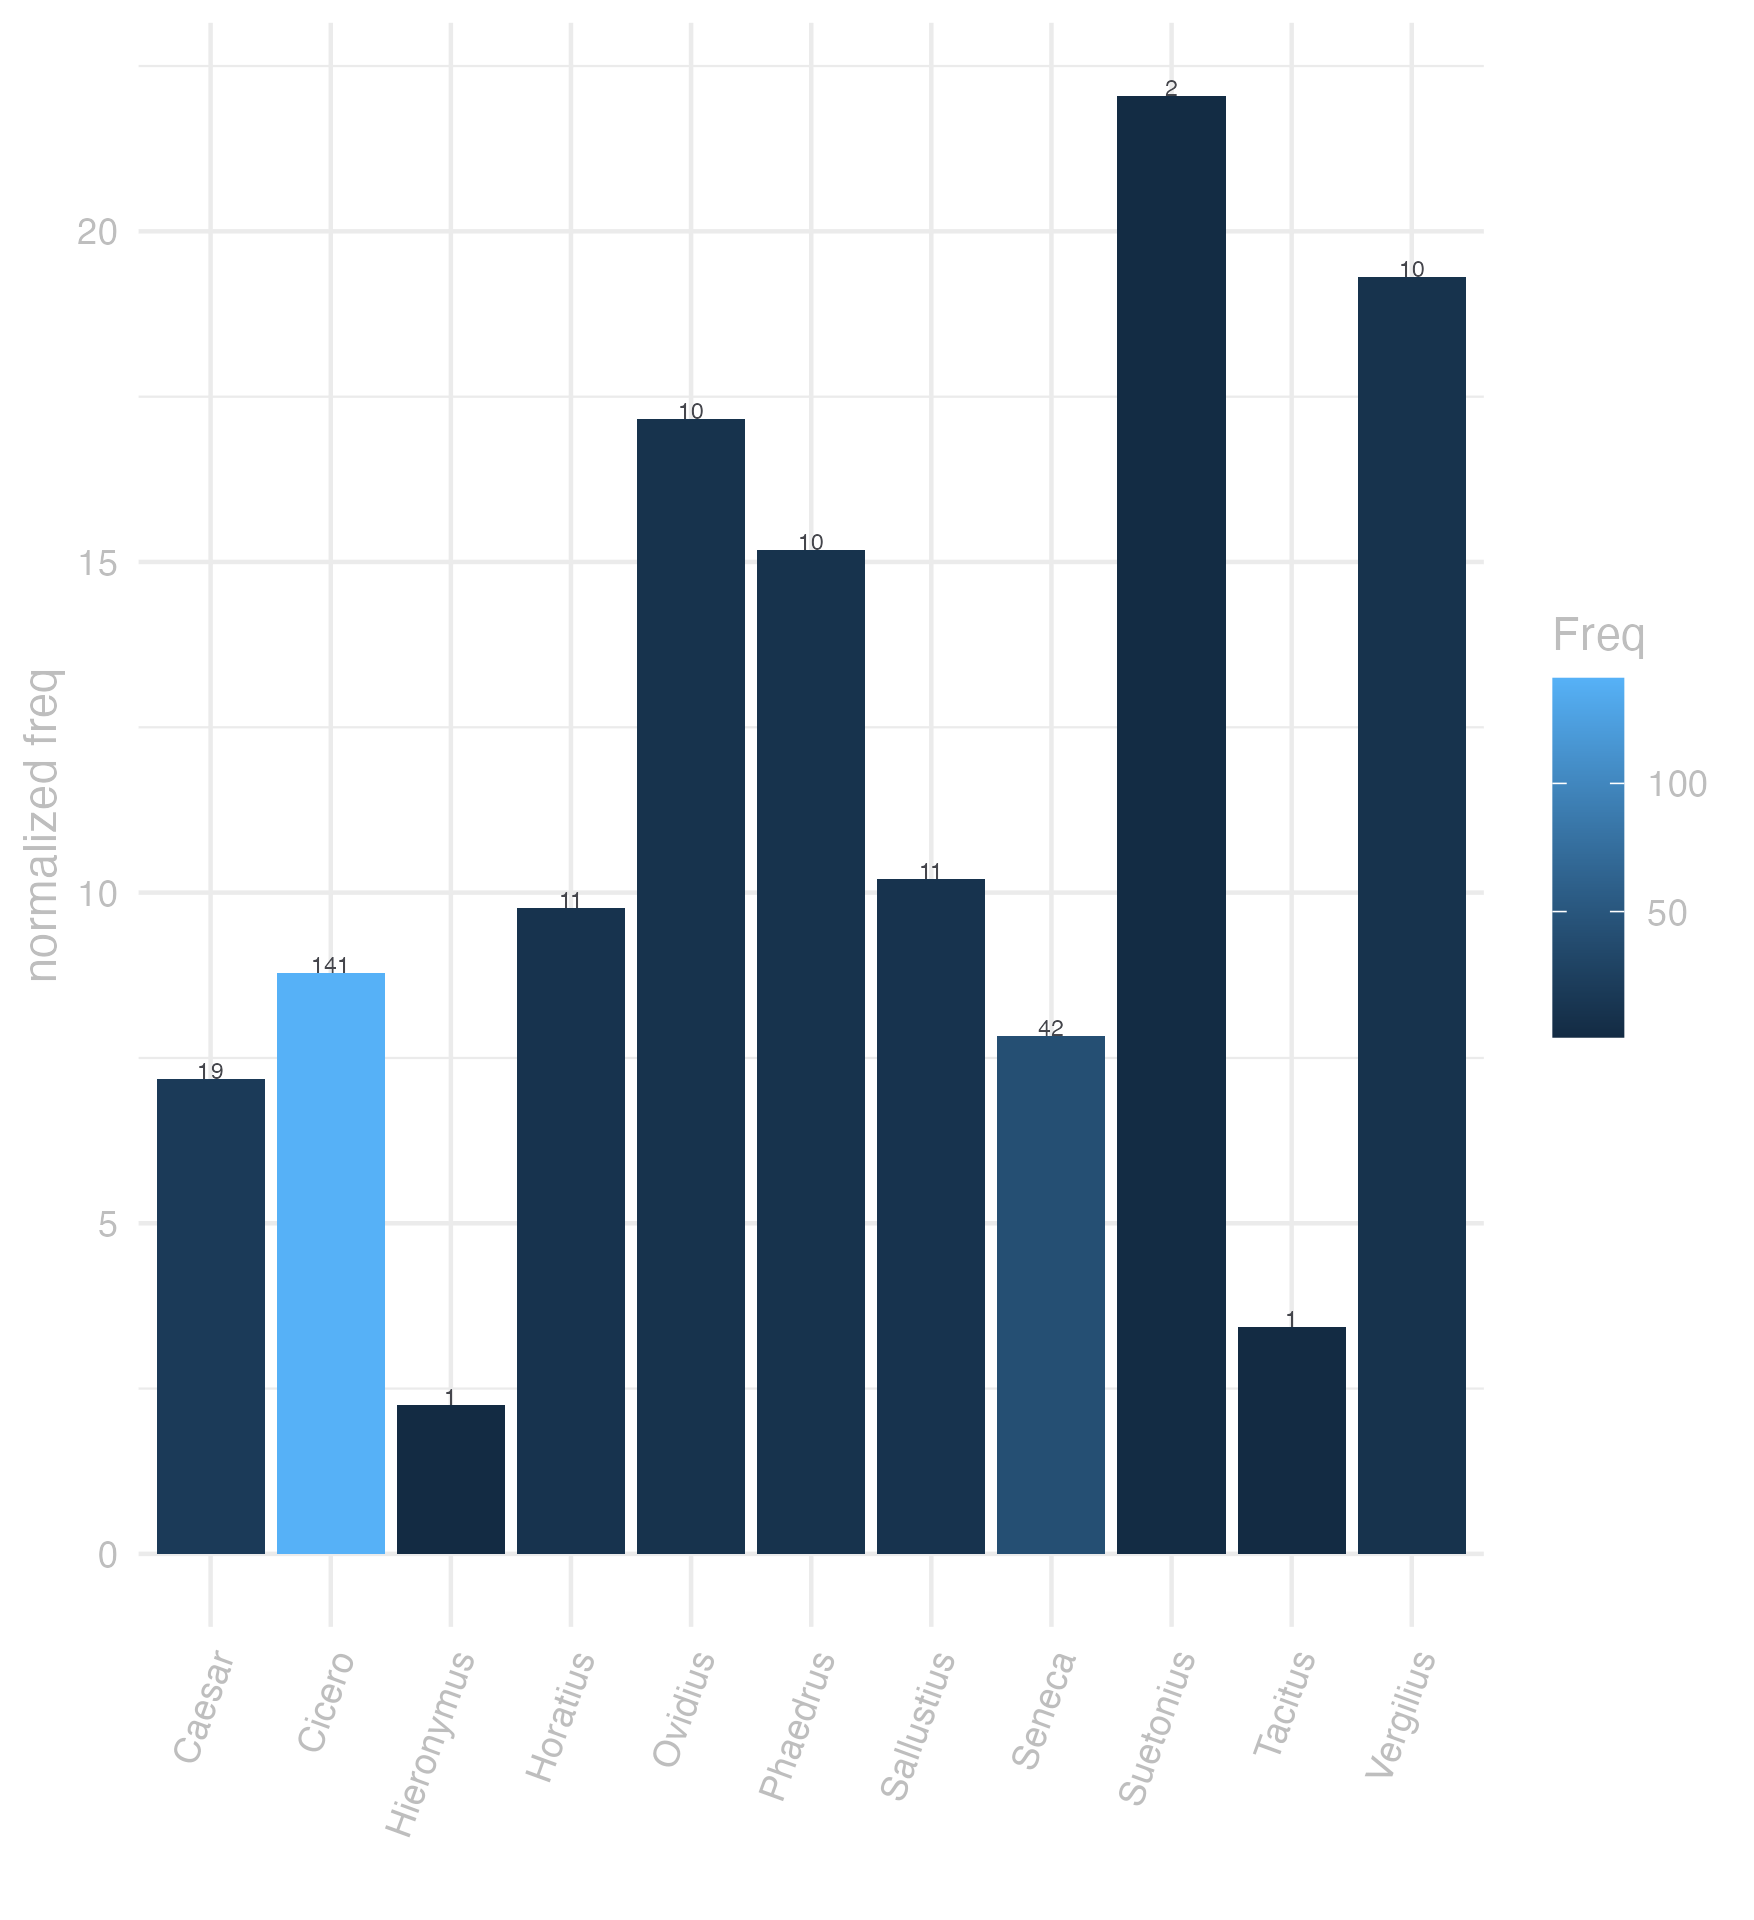 2
10
20
10
10
15
11
10
11
141
42
19
5
1
1
0
normalized freq
Freq
100
50
Caesar
Cicero
Hieronymus
Horatius
Ovidius
Phaedrus
Sallustius
Seneca
Suetonius
Tacitus
Vergilius